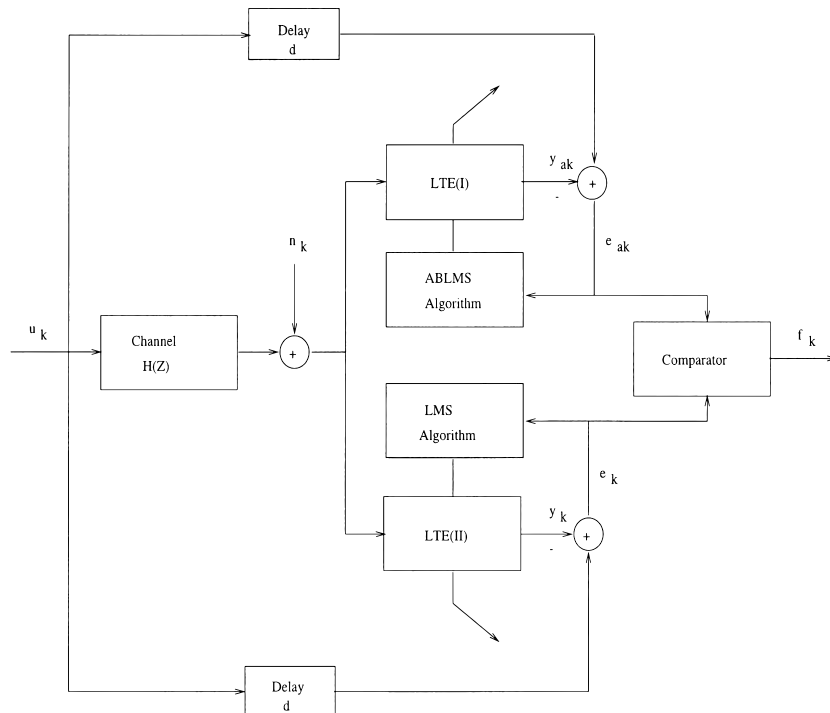 Delay
d
y ak
LTE(I)
+
-
n k
e ak
ABLMS
Algorithm
u k
Channel
H(Z)
+
f k
Comparator
LMS
Algorithm
e k
y k
LTE(II)
+
-
Delay
d